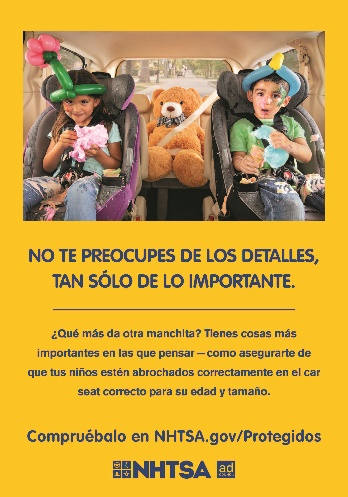 NO TE PREOCUPES DE LOS DETALLES,
TAN SÓLO DE LO IMPORTANTE.
¿Qué más da otra manchita? Tienes cosas más
importantes en las que pensar—como asegurarte de
que tus niños estén abrochados correctamente en el car
seat correcto para su edad y tamaño.
Compruébalo en NHTSA.gov/Protegidos
NHTSA ad